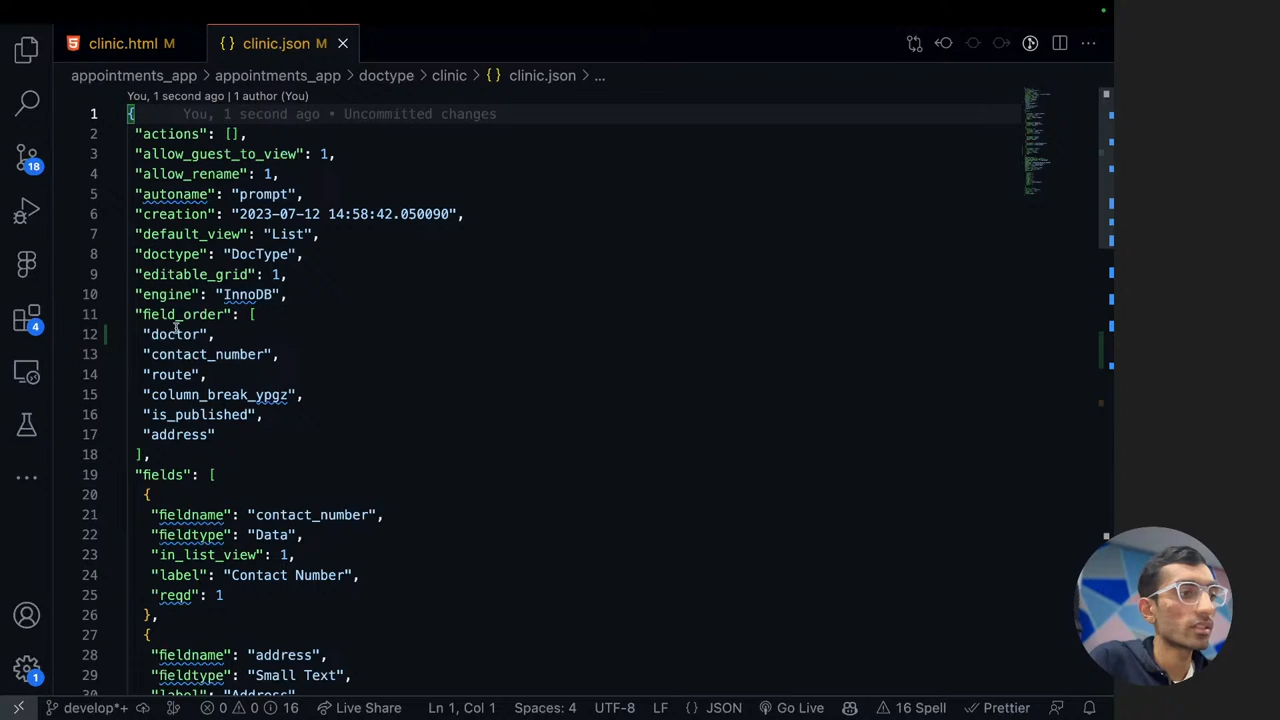 clinic.html M
{} clinic.json M
appointments_app > appointments_app > doctype > clinic > {} clinic.json > ...
You, 1 second ago | 1 author (You)
1 { You, 1 second ago • Uncommitted changes
2 "actions": [],
3 "allow_guest_to_view": 1,
4 "allow_rename": 1,
5 "autoname": "prompt",
6 "creation": "2023-07-12 14:58:42.050090",
7 "default_view": "List",
8 "doctype": "DocType",
9 "editable_grid": 1,
10 "engine": "InnoDB",
11 "field_order": [
12 "doctor",
13 "contact_number",
14 "route",
15 "column_break_ypgz",
16 "is_published",
17 "address"
18 ],
19 "fields": [
20 {
21 "fieldname": "contact_number",
22 "fieldtype": "Data",
23 "in_list_view": 1,
24 "label": "Contact Number",
25 "reqd": 1
26 },
27 {
28 "fieldname": "address",
29 "fieldtype": "Small Text",
30 "label": "Address"
18
4
1
develop*+ 0 0 16 Live Share Ln 1, Col 1 Spaces: 4 UTF-8 LF {} JSON Go Live 16 Spell Prettier